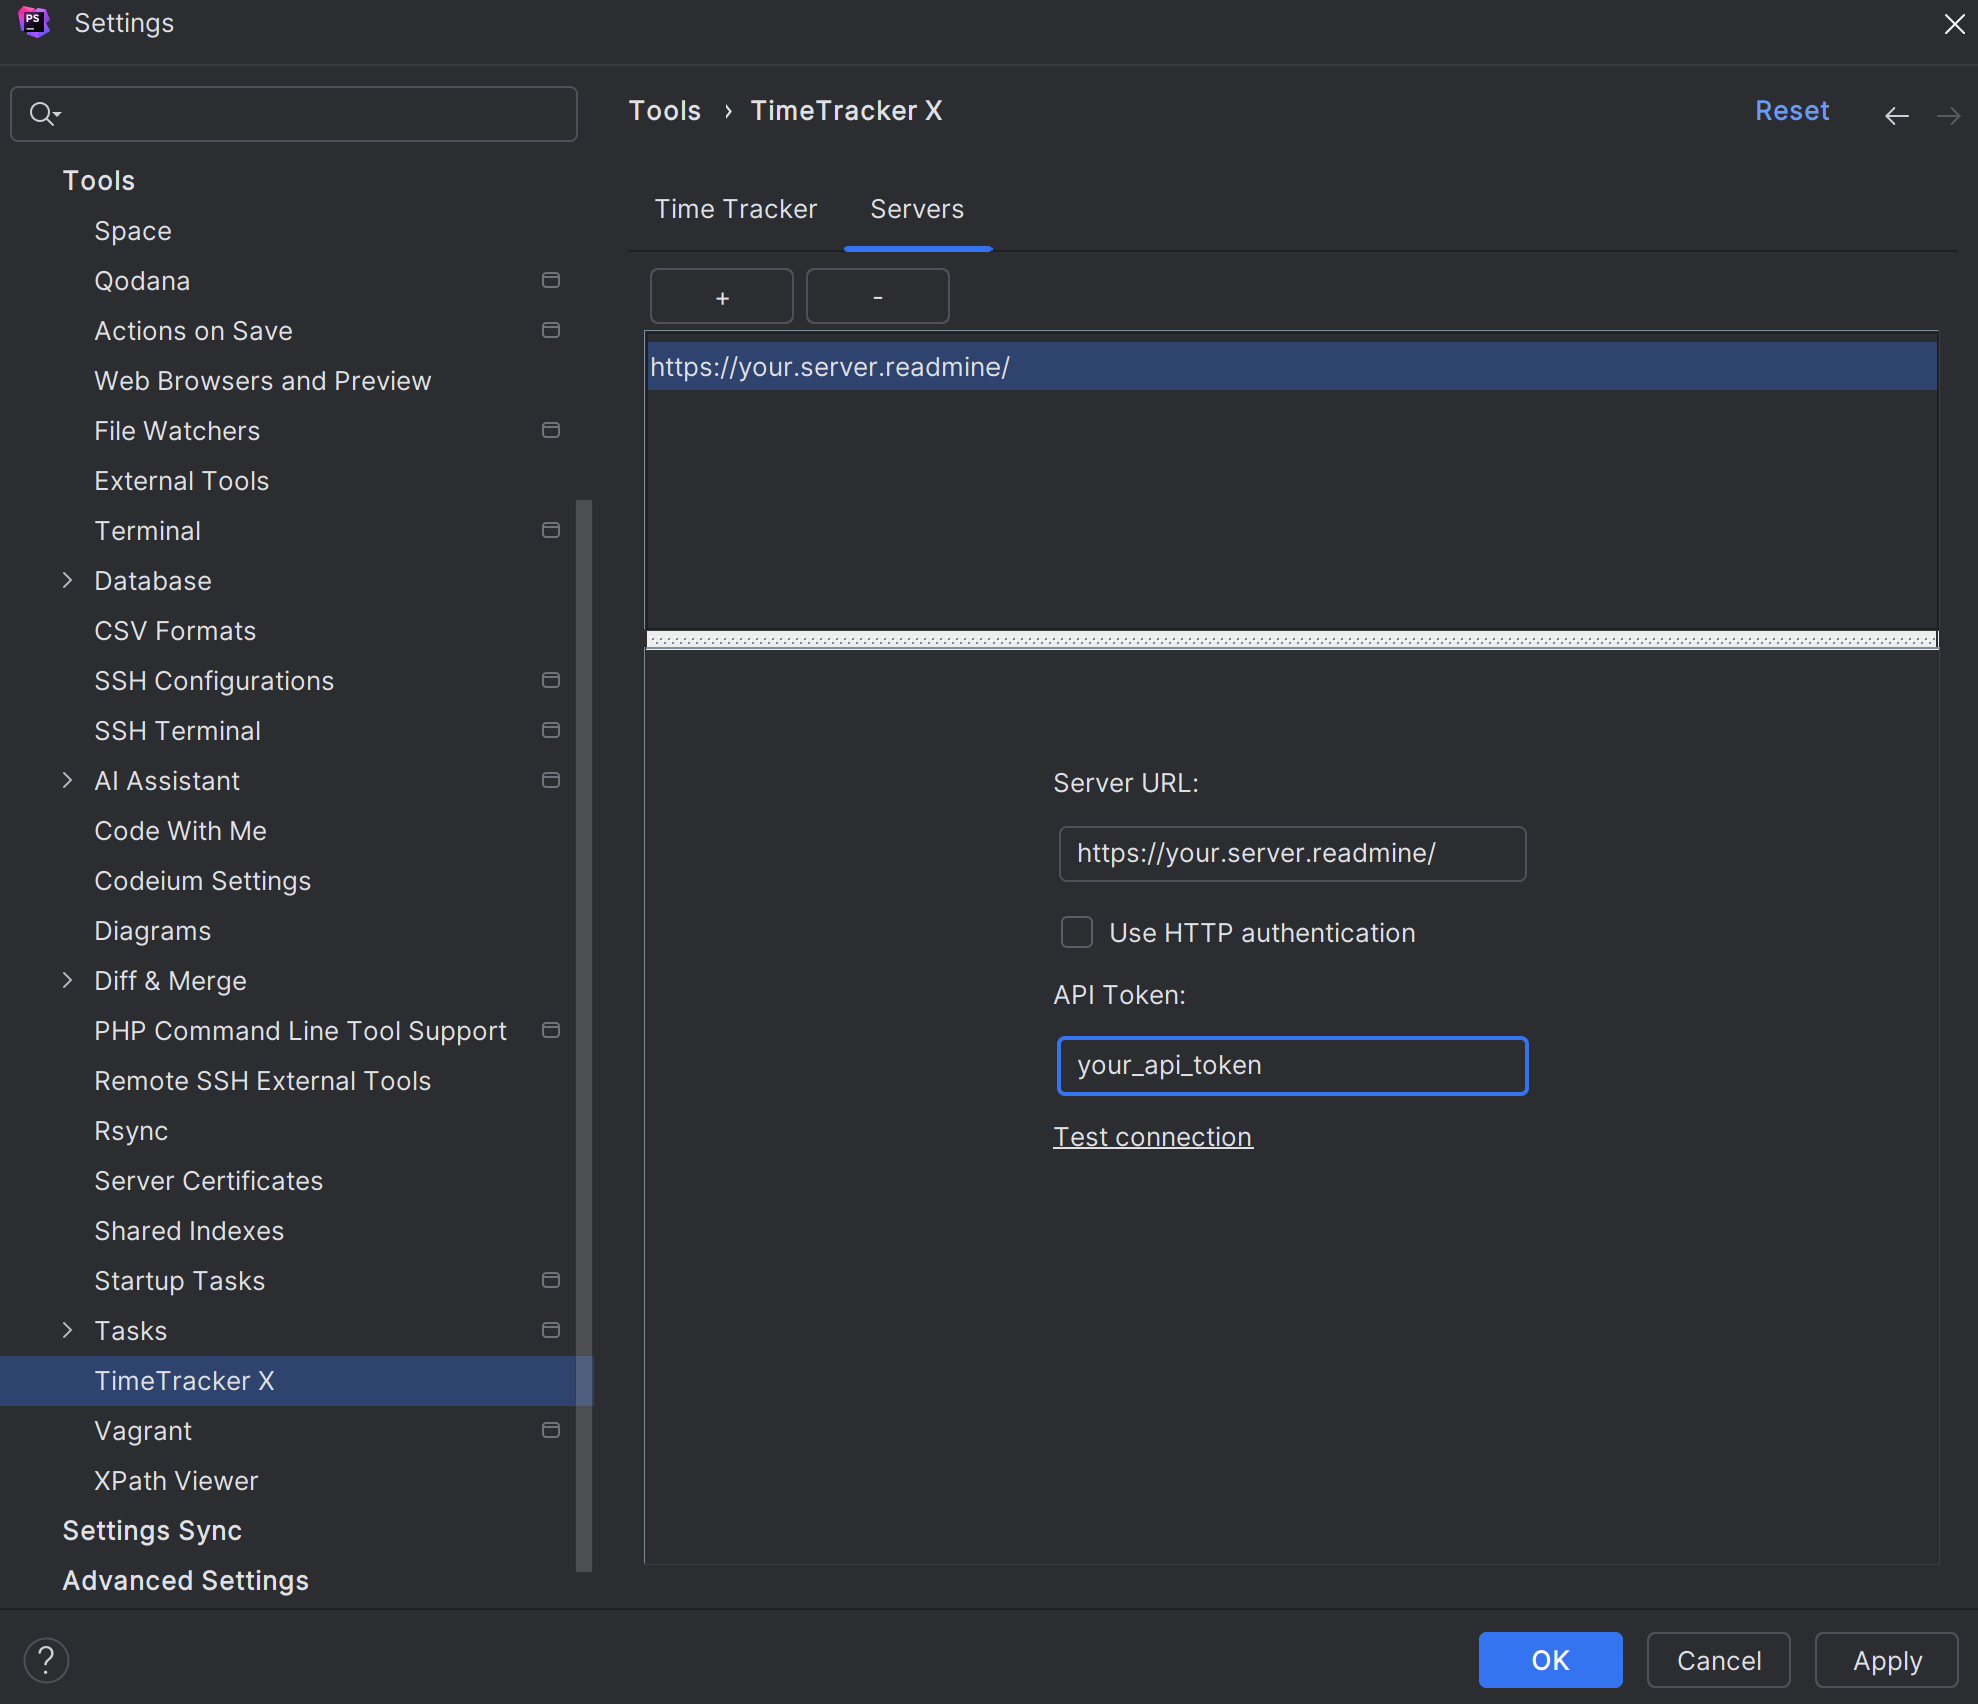 PS
Settings
Tools › TimeTracker X
Reset
Tools
Space
Qodana
Actions on Save
Web Browsers and Preview
File Watchers
External Tools
Terminal
Database
CSV Formats
SSH Configurations
SSH Terminal
AI Assistant
Code With Me
Codeium Settings
Diagrams
Diff & Merge
PHP Command Line Tool Support
Remote SSH External Tools
Rsync
Server Certificates
Shared Indexes
Startup Tasks
Tasks
TimeTracker X
Vagrant
XPath Viewer
Settings Sync
Advanced Settings
Time Tracker Servers
+ -
https://your.server.readmine/
Server URL:
https://your.server.readmine/
Use HTTP authentication
API Token:
your_api_token
Test connection
?
OK Cancel Apply